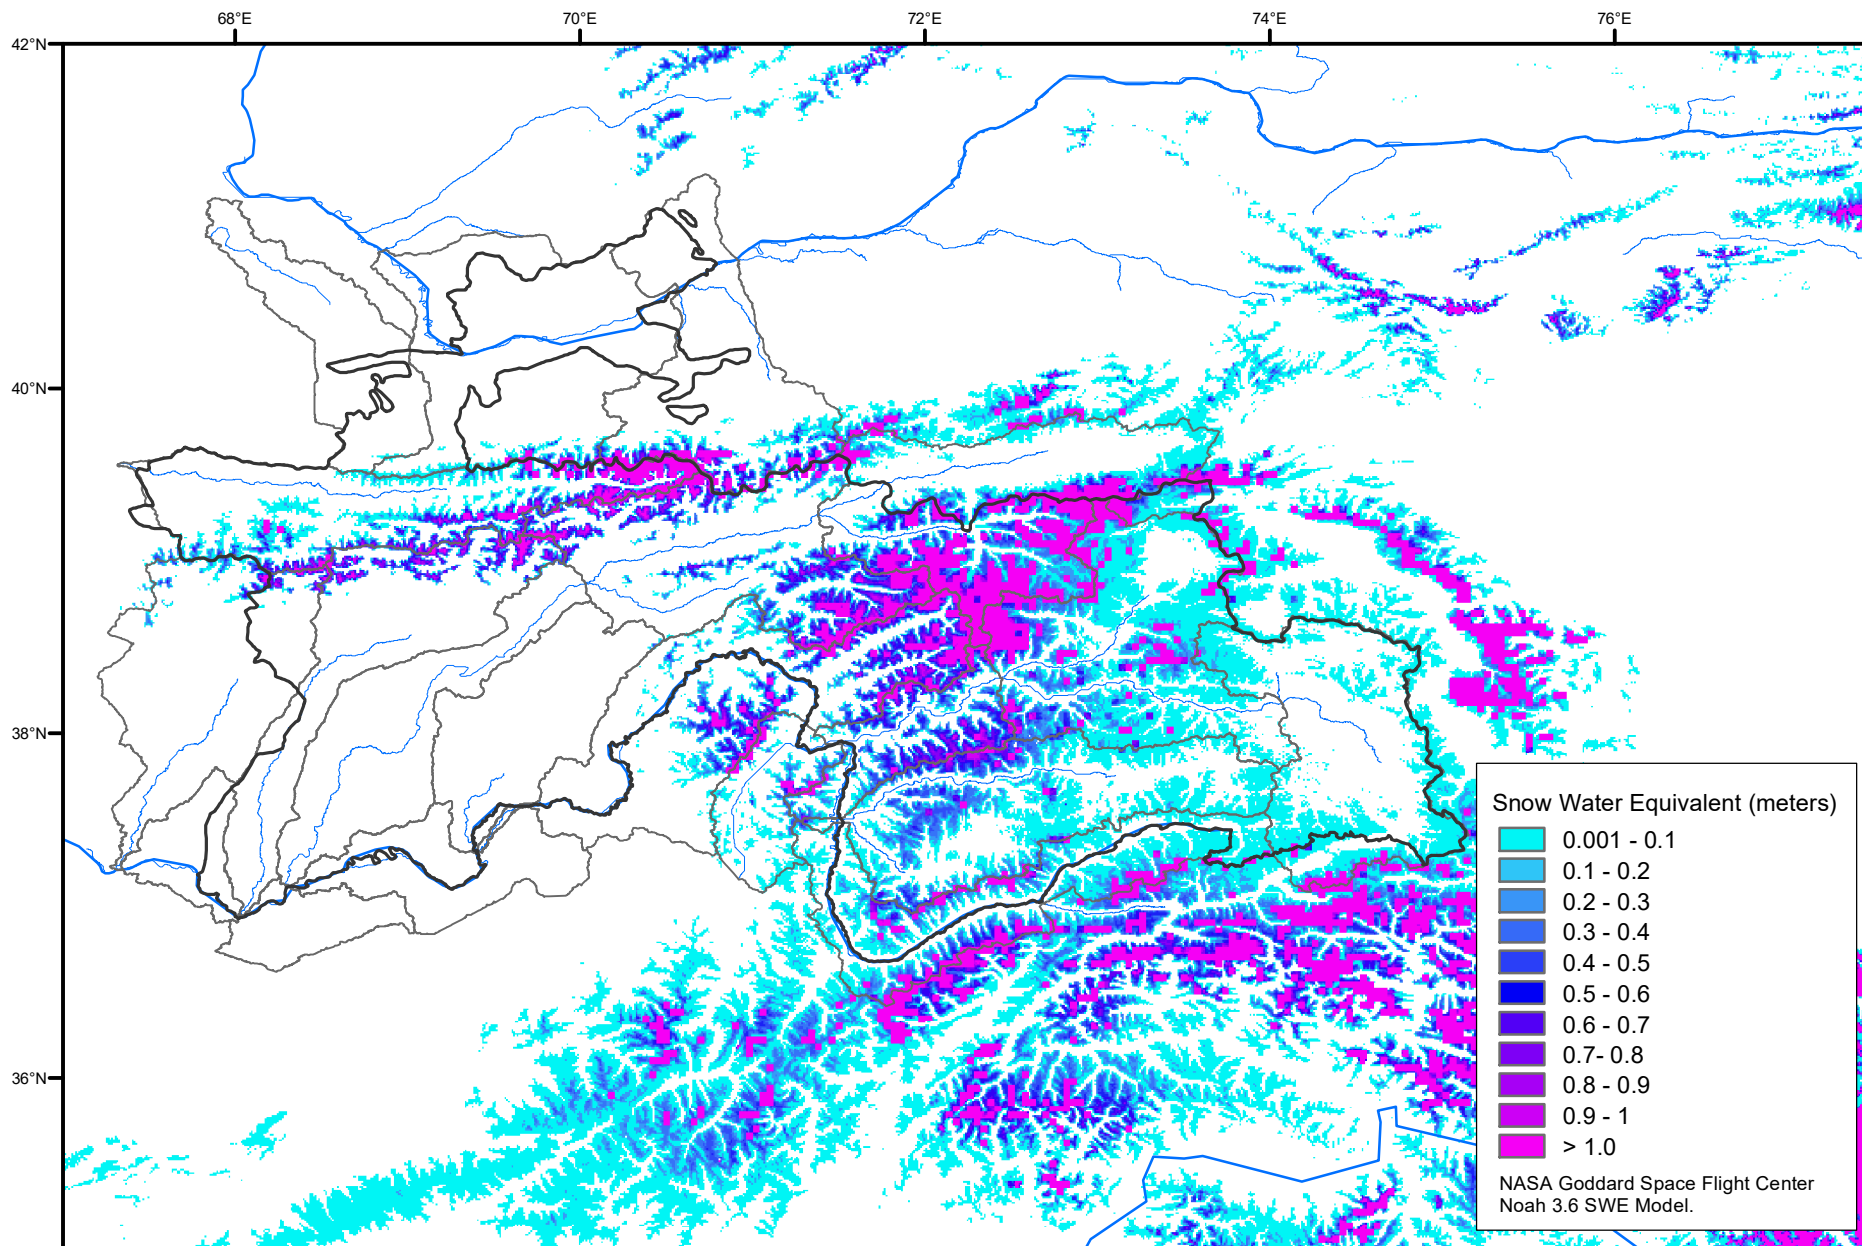 68°E
70°E
72°E
74°E
76°E
42°N
40°N
38°N
36°N
Snow Water Equivalent (meters)
0.001 - 0.1
0.1 - 0.2
0.2 - 0.3
0.3 - 0.4
0.4 - 0.5
0.5 - 0.6
0.6 - 0.7
0.7- 0.8
0.8 - 0.9
0.9 - 1
> 1.0
NASA Goddard Space Flight Center
Noah 3.6 SWE Model.